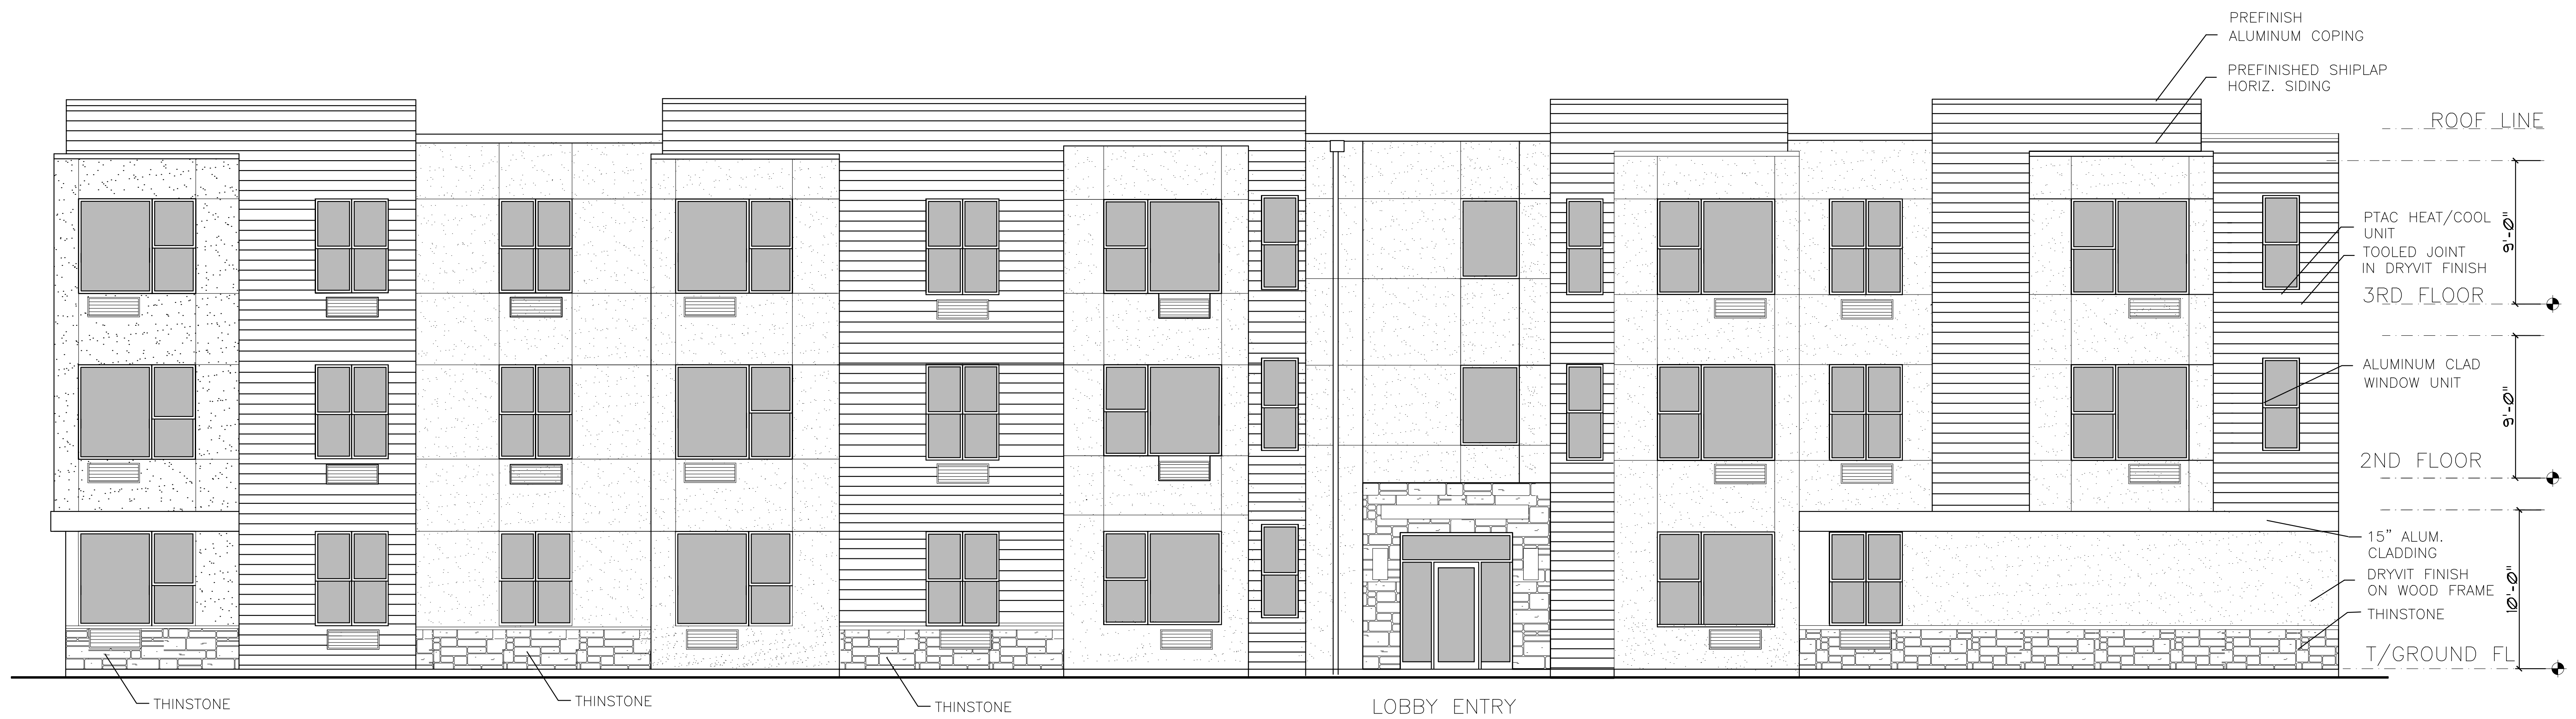 PREFINISH
ALUMINUM COPING
PREFINISHED SHIPLAP
HORIZ. SIDING
ROOF LINE
PTAC HEAT/COOL
UNIT
9'-0"
TOOLED JOINT
IN DRYVIT FINISH
3RD FLOOR
ALUMINUM CLAD
WINDOW UNIT
9'-0"
2ND FLOOR
15" ALUM.
CLADDING
DRYVIT FINISH
ON WOOD FRAME
10'-0"
THINSTONE
T/GROUND FL
THINSTONE
THINSTONE
THINSTONE
LOBBY ENTRY